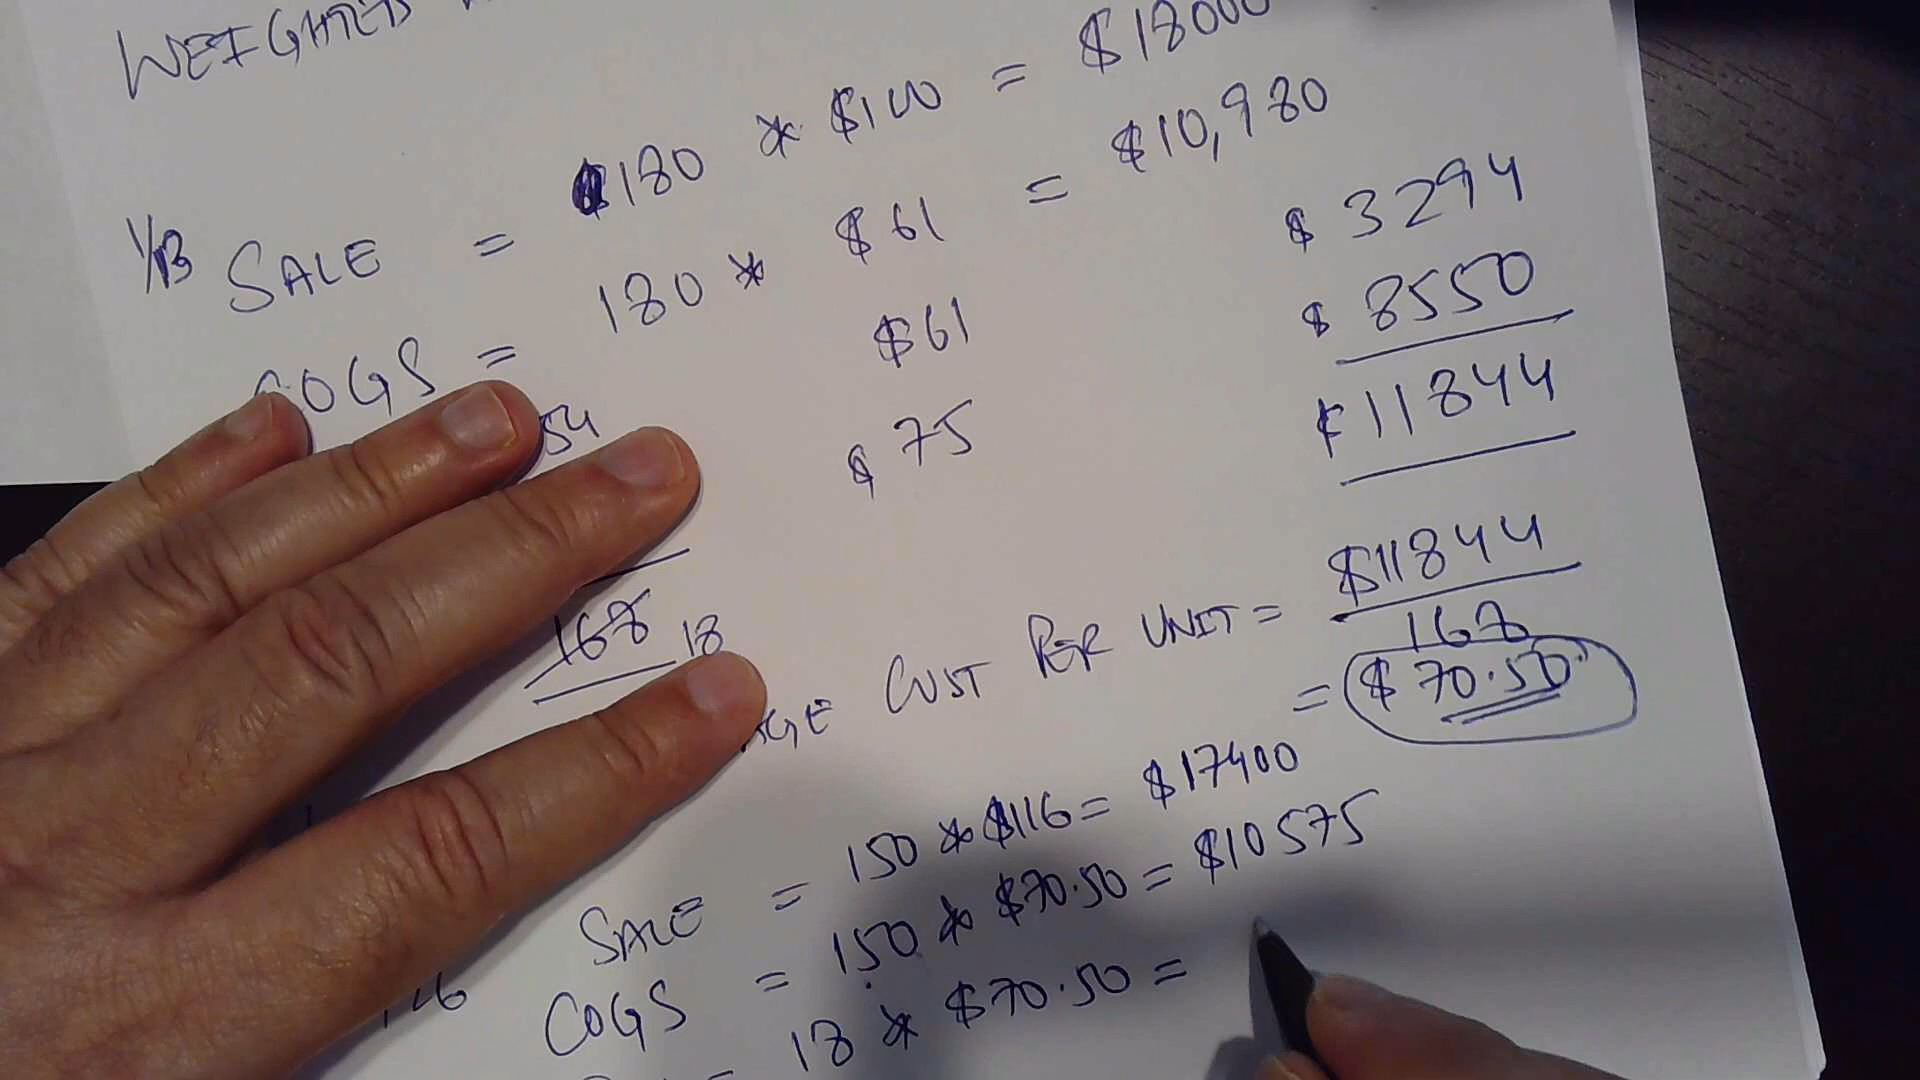 WEIGHTED
1/13 SALE = 180 * $100 = $18000
COGS = 180 * $61 = $10,980
54 $61 $3294
$75 $8550
$11844
168 18
COST PER UNIT = $11844
168
= $70.50
SALE = 150 * $116 = $17400
COGS = 150 * $70.50 = $10575
18 * $70.50 =